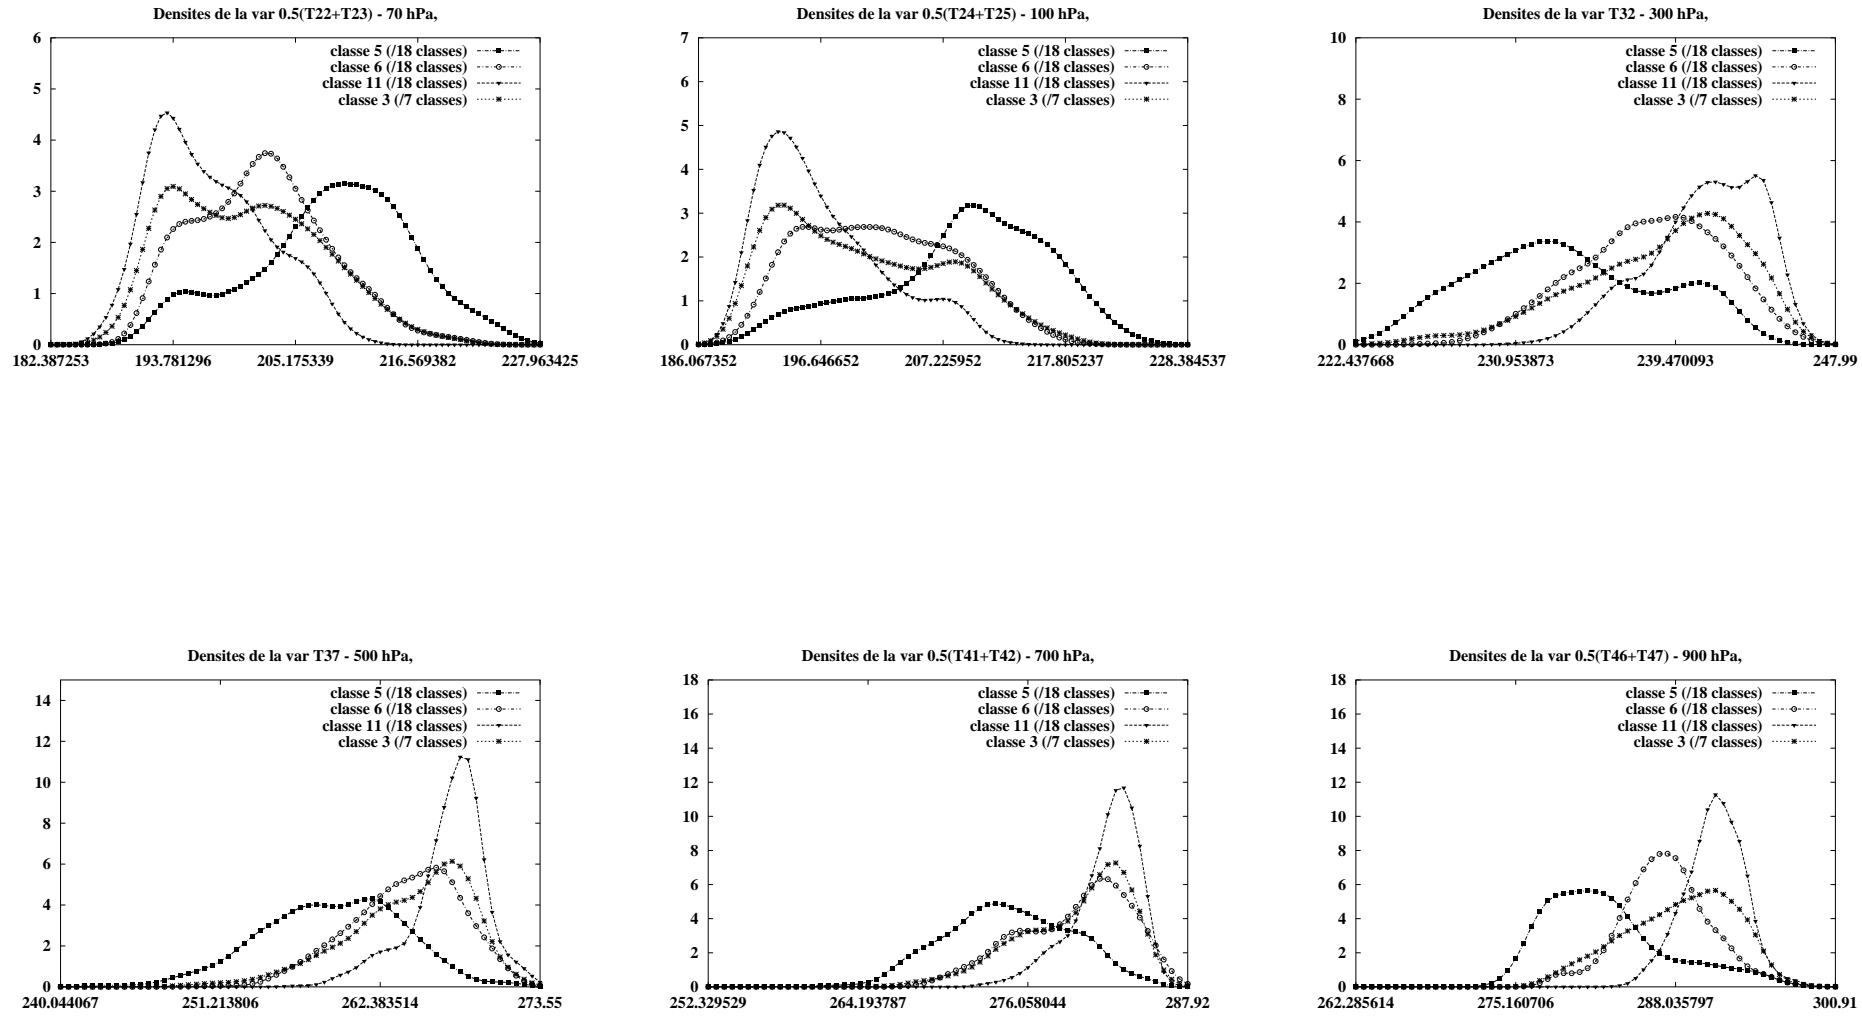 Densites de la var 0.5(T22+T23) - 70 hPa,
6
5
4
3
2
1
0
classe 5 (/18 classes)
classe 6 (/18 classes)
classe 11 (/18 classes)
classe 3 (/7 classes)
182.387253 193.781296 205.175339 216.569382 227.963425
Densites de la var 0.5(T24+T25) - 100 hPa,
7
6
5
4
3
2
1
0
classe 5 (/18 classes)
classe 6 (/18 classes)
classe 11 (/18 classes)
classe 3 (/7 classes)
186.067352 196.646652 207.225952 217.805237 228.384537
Densites de la var T32 - 300 hPa,
10
8
6
4
2
0
classe 5 (/18 classes)
classe 6 (/18 classes)
classe 11 (/18 classes)
classe 3 (/7 classes)
222.437668 230.953873 239.470093 247.99
Densites de la var T37 - 500 hPa,
14
12
10
8
6
4
2
0
classe 5 (/18 classes)
classe 6 (/18 classes)
classe 11 (/18 classes)
classe 3 (/7 classes)
240.044067 251.213806 262.383514 273.55
Densites de la var 0.5(T41+T42) - 700 hPa,
18
16
14
12
10
8
6
4
2
0
classe 5 (/18 classes)
classe 6 (/18 classes)
classe 11 (/18 classes)
classe 3 (/7 classes)
252.329529 264.193787 276.058044 287.92
Densites de la var 0.5(T46+T47) - 900 hPa,
18
16
14
12
10
8
6
4
2
0
classe 5 (/18 classes)
classe 6 (/18 classes)
classe 11 (/18 classes)
classe 3 (/7 classes)
262.285614 275.160706 288.035797 300.91